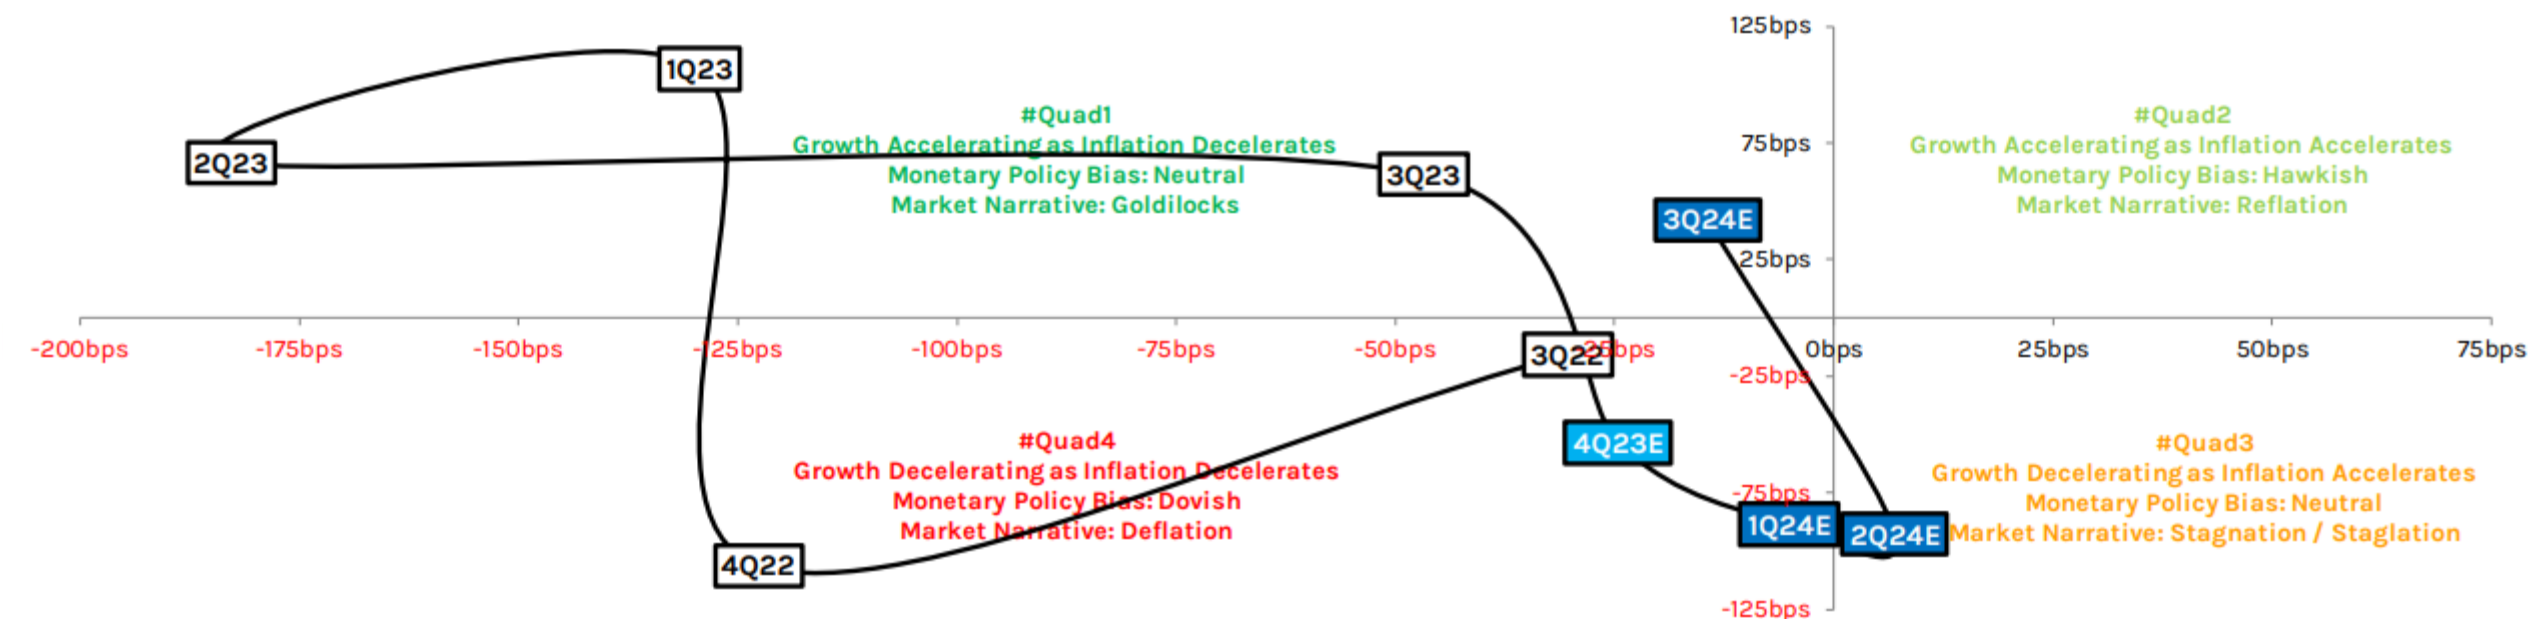 125bps
1Q23
#Quad1
Growth Accelerating as Inflation Decelerates
Monetary Policy Bias: Neutral
Market Narrative: Goldilocks
#Quad2
Growth Accelerating as Inflation Accelerates
Monetary Policy Bias: Hawkish
Market Narrative: Reflation
75bps
2Q23
3Q23
3Q24E
25bps
-200bps
-175bps
-150bps
-125bps
-100bps
-75bps
-50bps
3Q22
-25bps
0bps
25bps
50bps
75bps
-25bps
#Quad4
Growth Decelerating as Inflation Decelerates
Monetary Policy Bias: Dovish
Market Narrative: Deflation
4Q23E
#Quad3
Growth Decelerating as Inflation Accelerates
Monetary Policy Bias: Neutral
Market Narrative: Stagnation / Staglation
-75bps
1Q24E
2Q24E
4Q22
-125bps